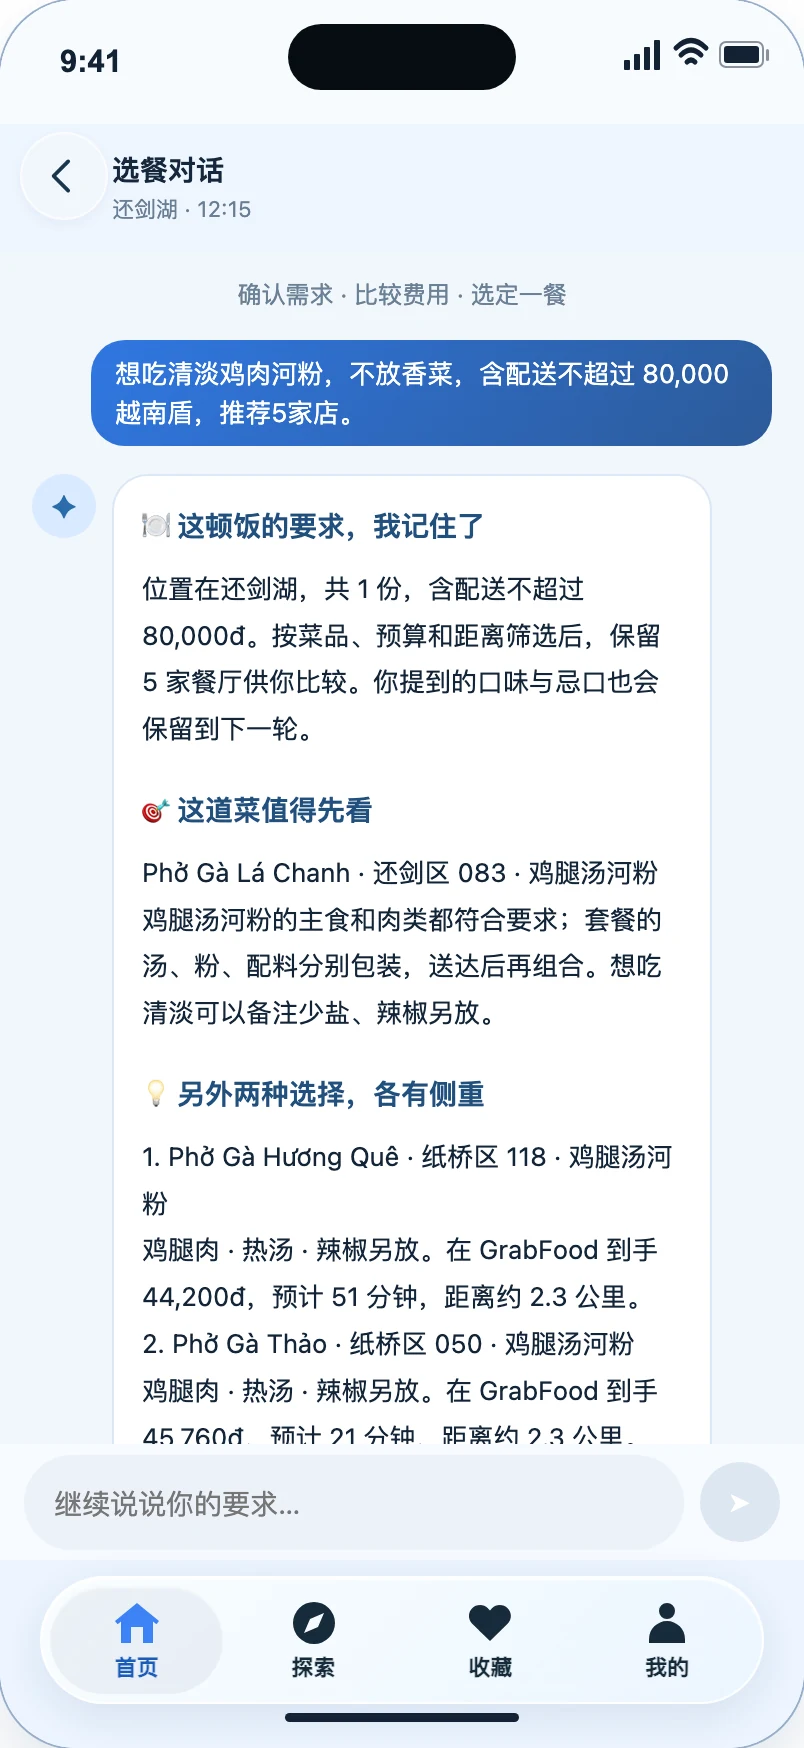 9:41
选餐对话
还剑湖 · 12:15
确认需求 · 比较费用 · 选定一餐
想吃清淡鸡肉河粉，不放香菜，含配送不超过 80,000
越南盾，推荐5家店。
这顿饭的要求，我记住了
位置在还剑湖，共 1 份，含配送不超过
80,000đ。按菜品、预算和距离筛选后，保留
5 家餐厅供你比较。你提到的口味与忌口也会
保留到下一轮。
这道菜值得先看
Phở Gà Lá Chanh · 还剑区 083 · 鸡腿汤河粉
鸡腿汤河粉的主食和肉类都符合要求；套餐的
汤、粉、配料分别包装，送达后再组合。想吃
清淡可以备注少盐、辣椒另放。
另外两种选择，各有侧重
1. Phở Gà Hương Quê · 纸桥区 118 · 鸡腿汤河
粉
鸡腿肉 · 热汤 · 辣椒另放。在 GrabFood 到手
44,200đ，预计 51 分钟，距离约 2.3 公里。
2. Phở Gà Thảo · 纸桥区 050 · 鸡腿汤河粉
鸡腿肉 · 热汤 · 辣椒另放。在 GrabFood 到手
45,760đ，预计 21 分钟，距离约 2.3 公里。
继续说说你的要求...
首页
探索
收藏
我的